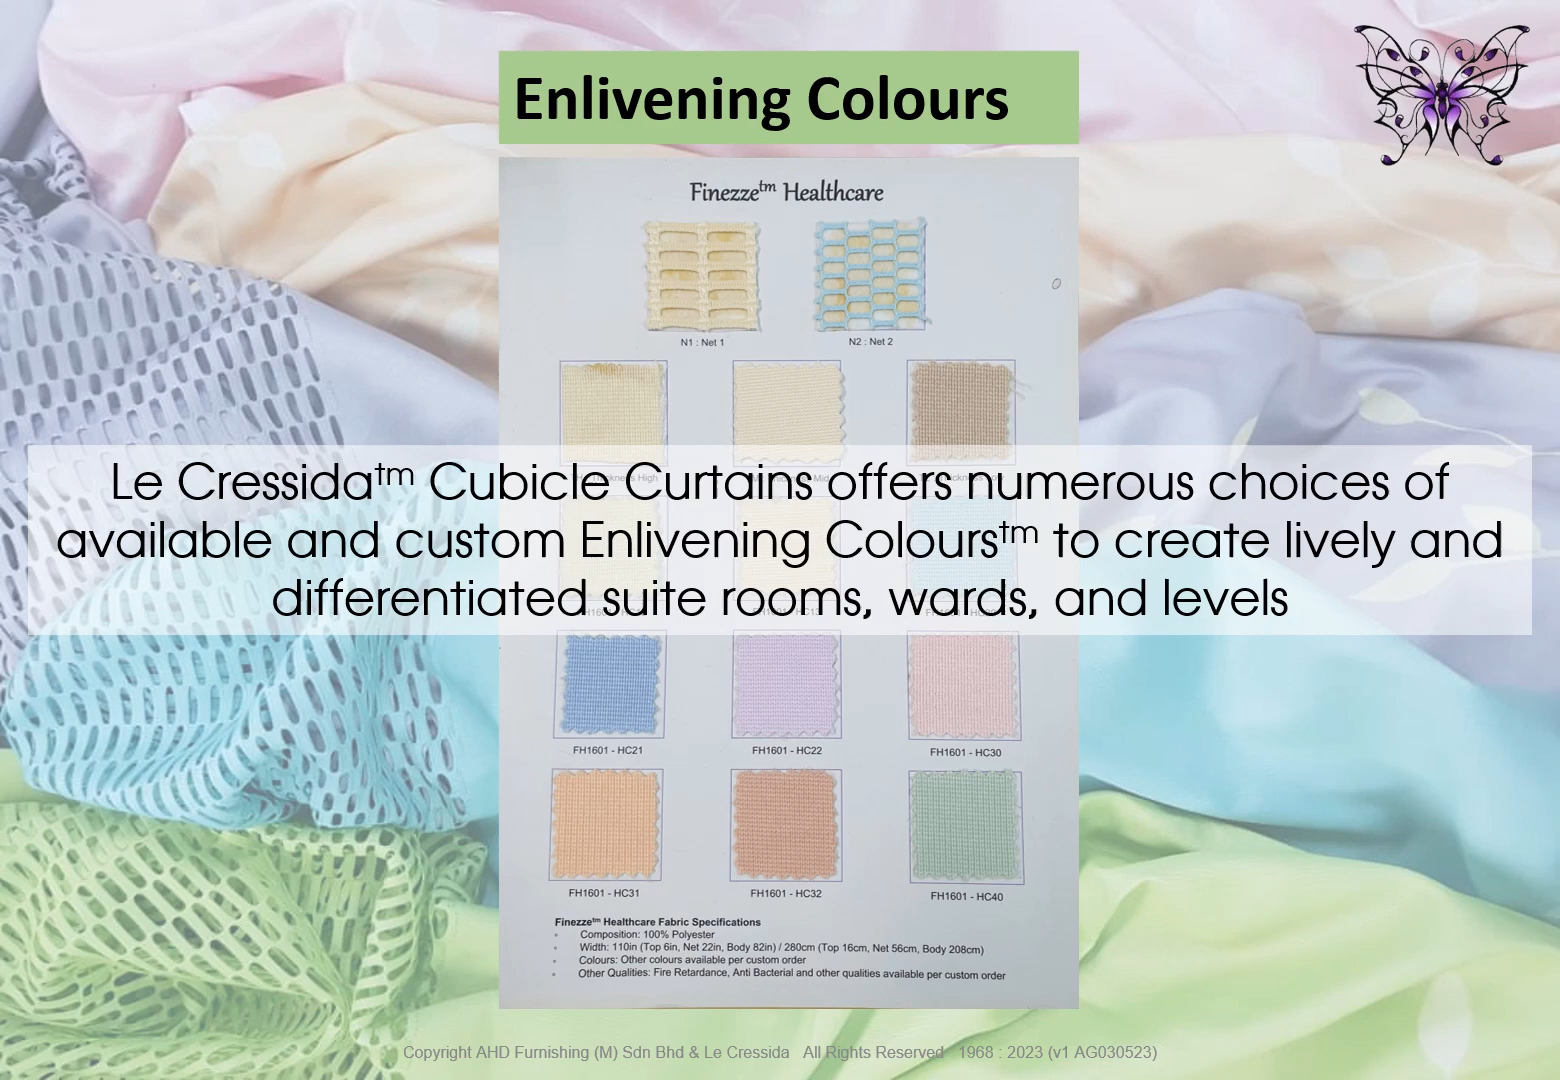 Enlivening Colours
Finezze™ Healthcare
N1 : Net 1
N2 : Net 2
Le Cressida™ Cubicle Curtains offers numerous choices of
available and custom Enlivening Colours™ to create lively and
differentiated suite rooms, wards, and levels
FH1601 - HC21
FH1601 - HC22
FH1601 - HC30
FH1601 - HC31
FH1601 - HC32
FH1601 - HC40
Finezze™ Healthcare Fabric Specifications
Composition: 100% Polyester
Width: 110in (Top 6in, Net 22in, Body 82in) / 280cm (Top 16cm, Net 56cm, Body 208cm)
Colours: Other colours available per custom order
Other Qualities: Fire Retardance, Anti Bacterial and other qualities available per custom order
Copyright AHD Furnishing (M) Sdn Bhd & Le Cressida All Rights Reserved 1968 : 2023 (v1 AG030523)